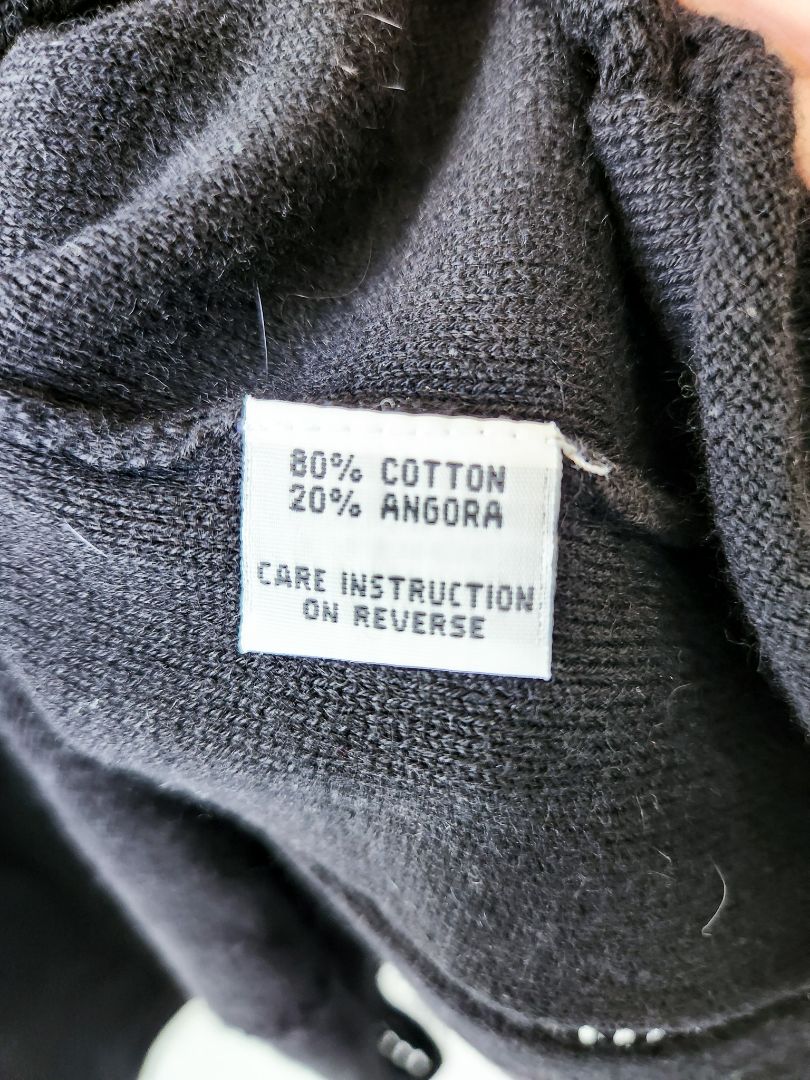 80% COTTON
20% ANGORA
CARE INSTRUCTION
ON REVERSE